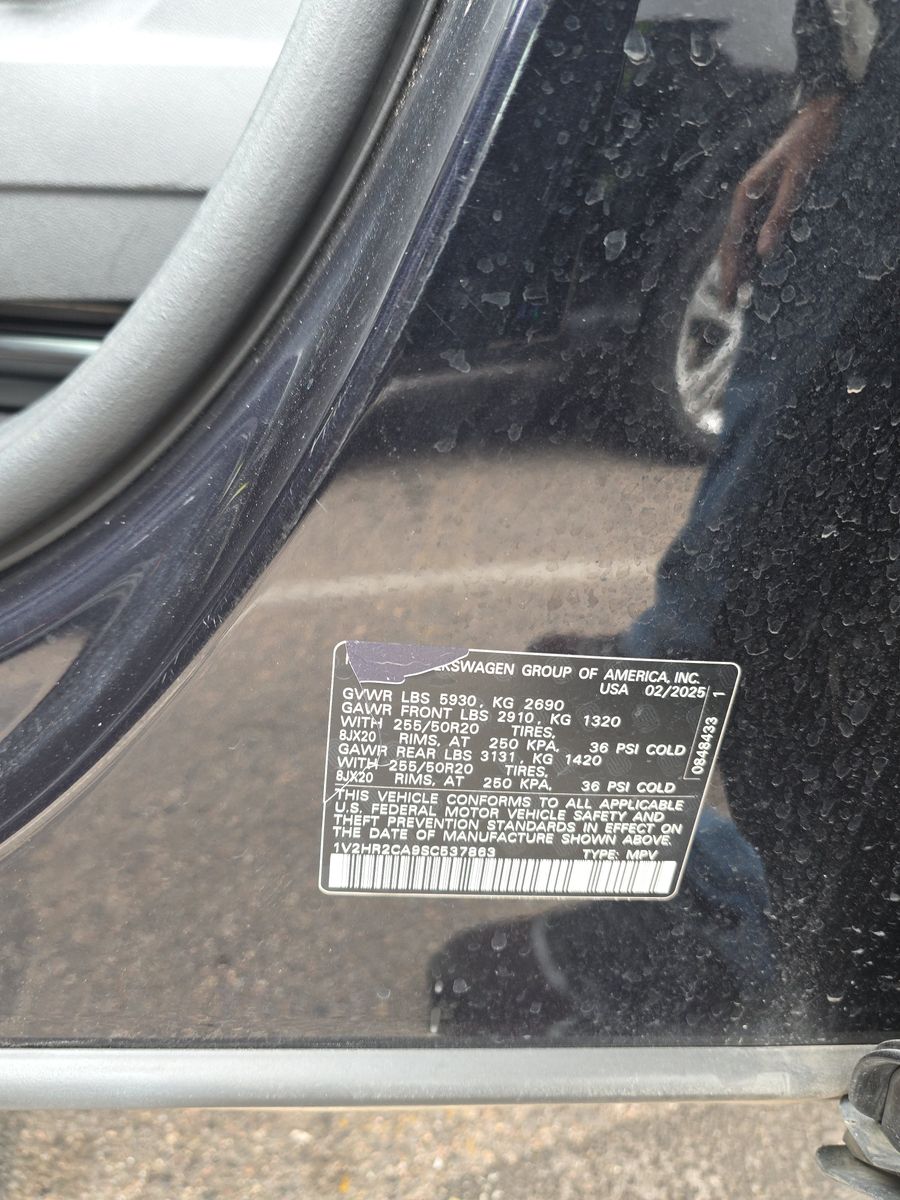 SWAGEN GROUP OF AMERICA, INC.
USA 02/2025
GVWR LBS 5930, KG 2690
GAWR FRONT LBS 2910, KG 1320
WITH 255/50R20 TIRES,
8JX20 RIMS, AT 250 KPA, 36 PSI COLD
GAWR REAR LBS 3131, KG 1420
WITH 255/50R20 TIRES,
8JX20 RIMS, AT 250 KPA, 36 PSI COLD
THIS VEHICLE CONFORMS TO ALL APPLICABLE
U.S. FEDERAL MOTOR VEHICLE SAFETY AND
THEFT PREVENTION STANDARDS IN EFFECT ON
THE DATE OF MANUFACTURE SHOWN ABOVE.
1V2HR2CA9SC537863 TYPE: MPV
0848433 1